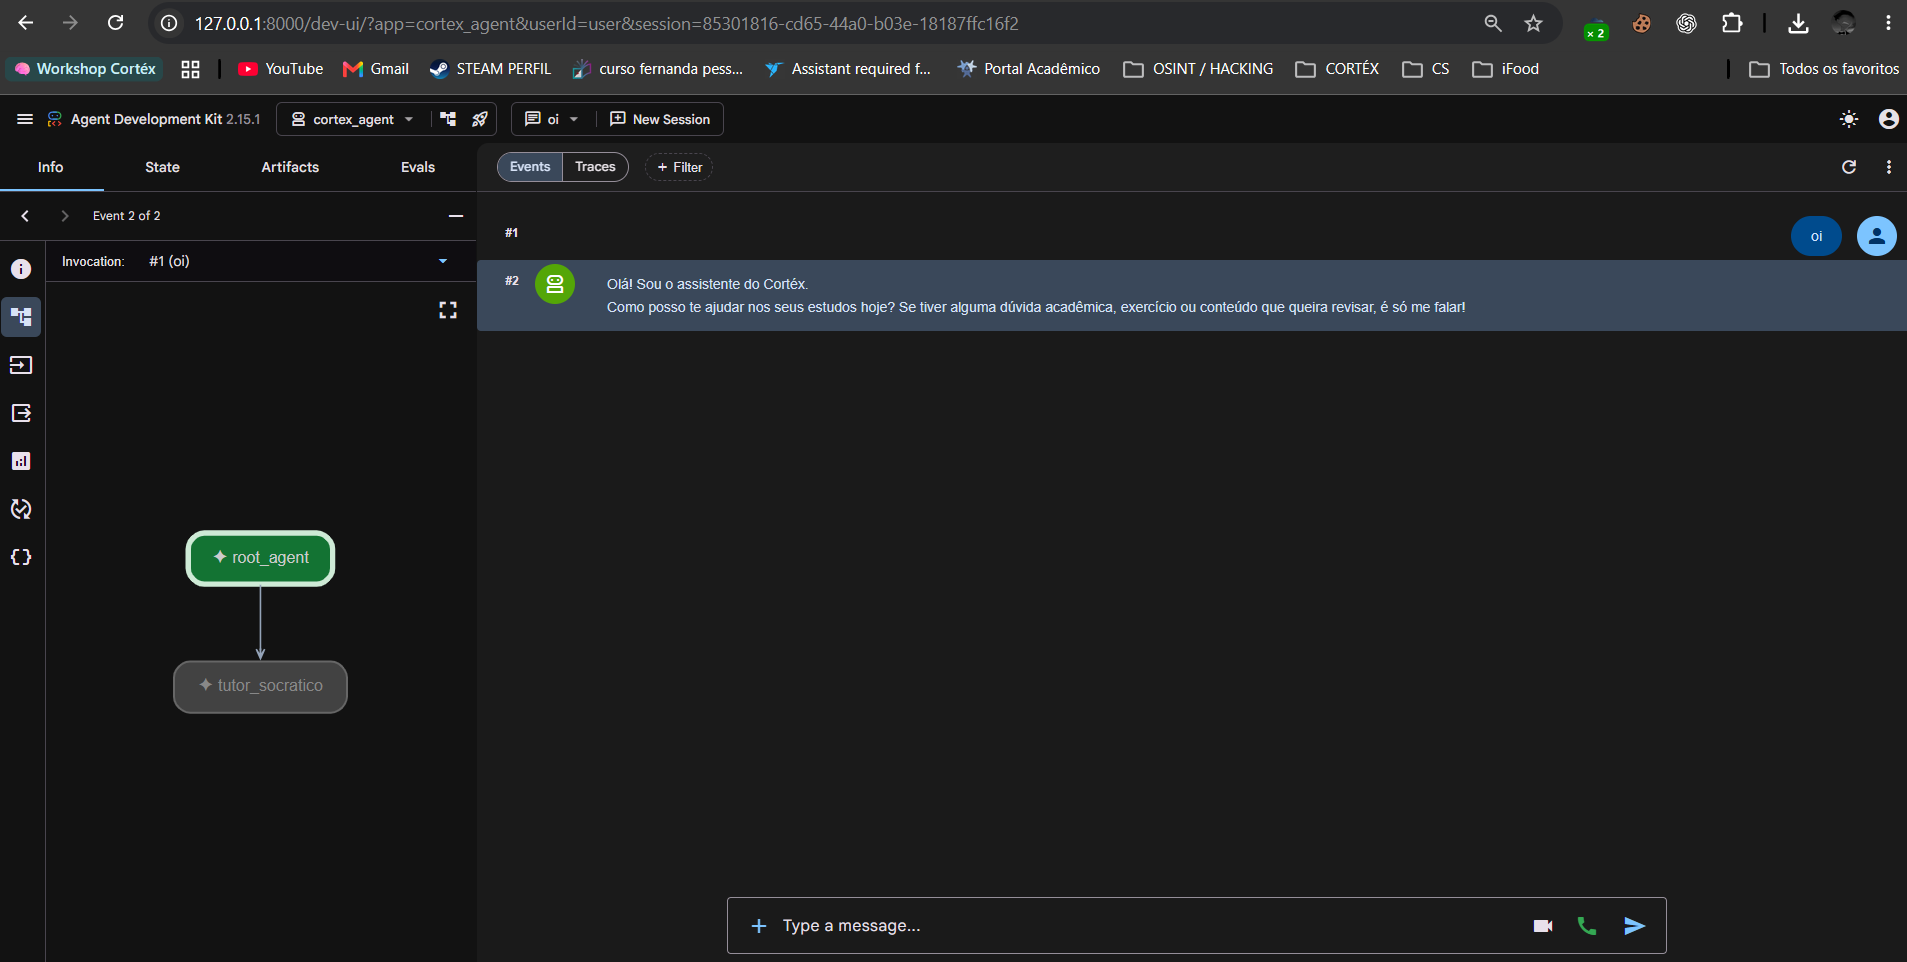 127.0.0.1:8000/dev-ui/?app=cortex_agent&userId=user&session=85301816-cd65-44a0-b03e-18187ffc16f2
× 2
Workshop Cortéx
YouTube
Gmail
STEAM PERFIL
curso fernanda pess...
Assistant required f...
Portal Acadêmico
OSINT / HACKING
CORTÉX
CS
iFood
Todos os favoritos
Agent Development Kit 2.15.1
cortex_agent
oi
New Session
Info
State
Artifacts
Evals
Events
Traces
+ Filter
Event 2 of 2
Invocation: #1 (oi)
root_agent
tutor_socratico
#1
oi
#2
Olá! Sou o assistente do Cortéx.
Como posso te ajudar nos seus estudos hoje? Se tiver alguma dúvida acadêmica, exercício ou conteúdo que queira revisar, é só me falar!
Type a message...